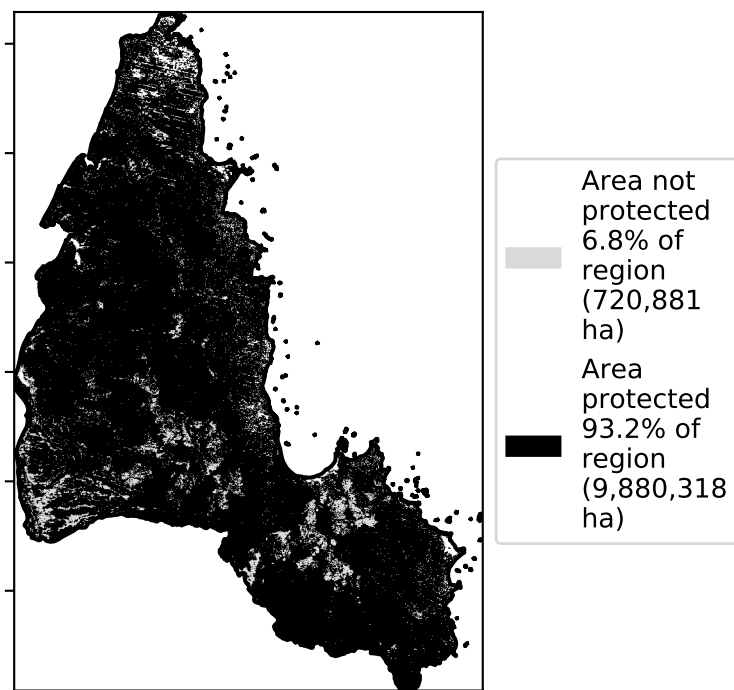 Area not
protected
6.8% of
region
(720,881
ha)
Area
protected
93.2% of
region
(9,880,318
ha)